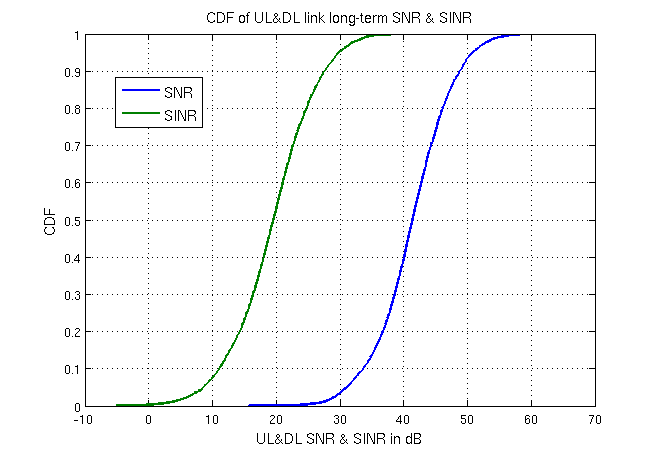 CDF of UL&DL link long-term SNR & SINR
1
0.9
0.8
0.7
0.6
0.5
0.4
0.3
0.2
0.1
0
CDF
SNR
SINR
-10 0 10 20 30 40 50 60 70
UL&DL SNR & SINR in dB